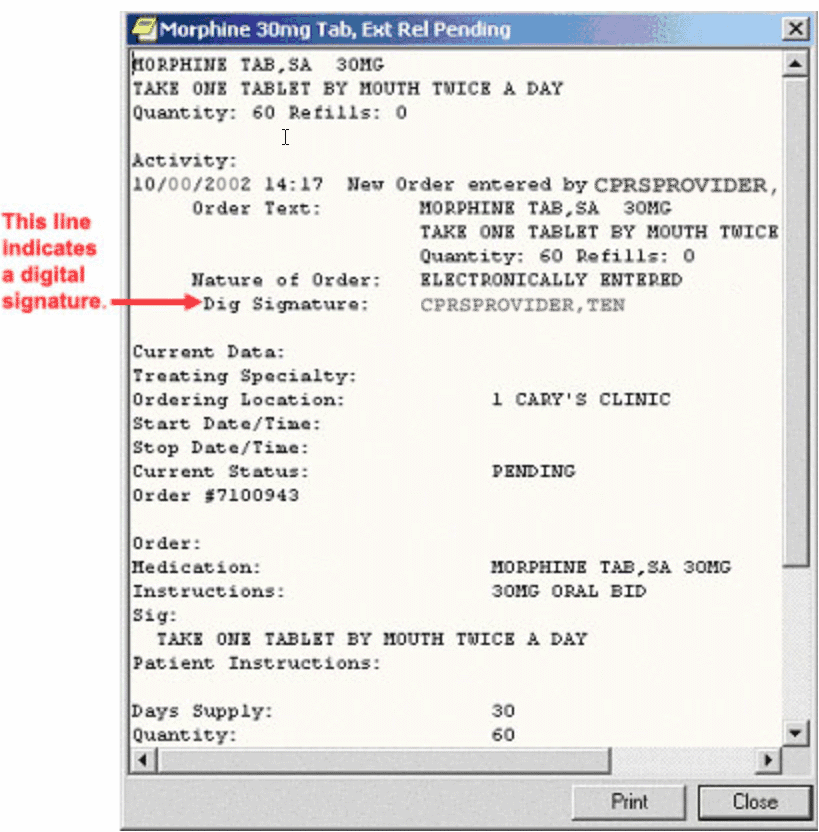 Morphine 30mg Tab, Ext Rel Pending
MORPHINE TAB,SA 30MG
TAKE ONE TABLET BY MOUTH TWICE A DAY
Quantity: 60 Refills: 0
Activity:
10/00/2002 14:17 New Order entered by CPRSPROVIDER,
Order Text: MORPHINE TAB,SA 30MG
TAKE ONE TABLET BY MOUTH TWICE
Quantity: 60 Refills: 0
Nature of Order: ELECTRONICALLY ENTERED
This line
indicates
a digital
signature.
Dig Signature: CPRSPROVIDER,TEN
Current Data:
Treating Specialty:
Ordering Location: 1 CARY'S CLINIC
Start Date/Time:
Stop Date/Time:
Current Status: PENDING
Order #7100943
Order:
Medication: MORPHINE TAB,SA 30MG
Instructions: 30MG ORAL BID
Sig:
TAKE ONE TABLET BY MOUTH TWICE A DAY
Patient Instructions:
Days Supply: 30
Quantity: 60
Print Close